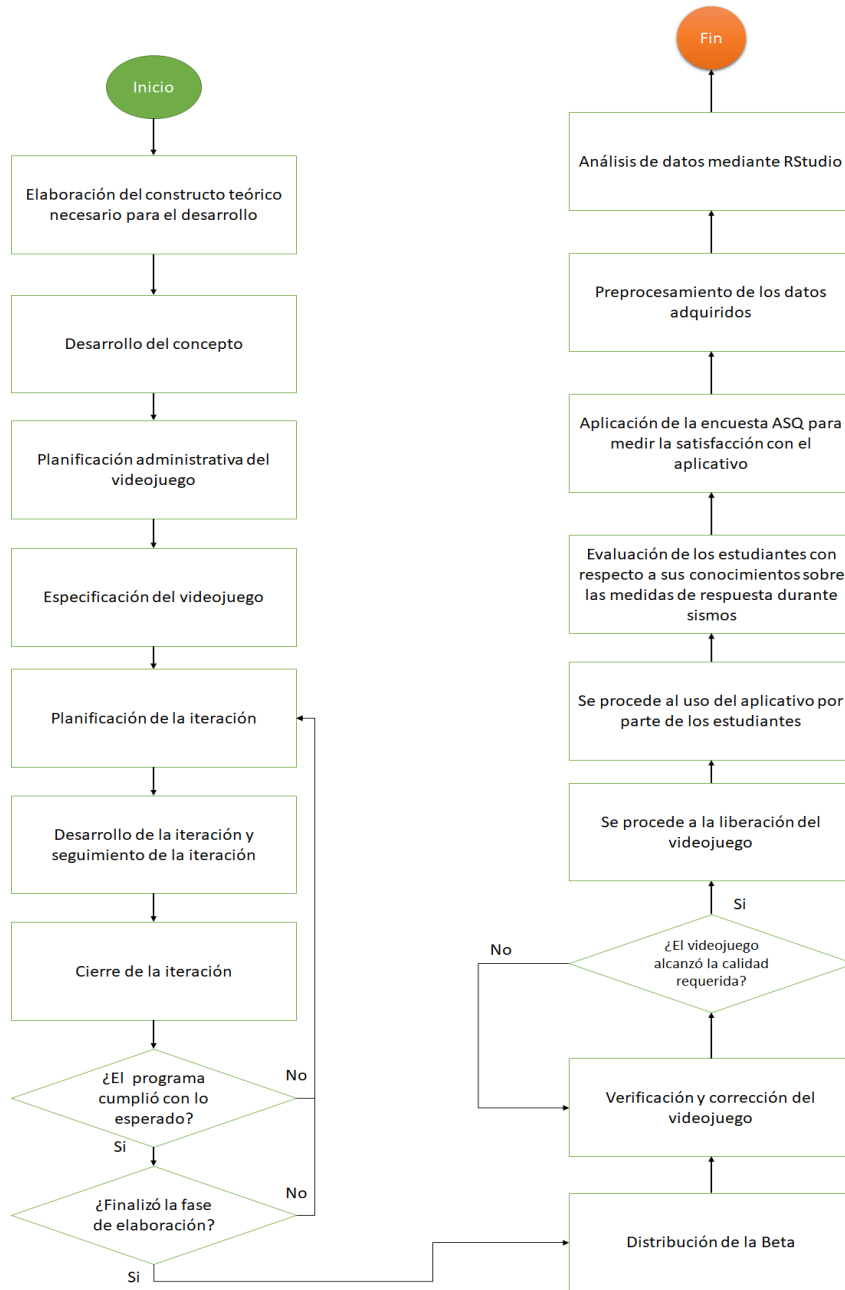 Inicio
Elaboración del constructo teórico
necesario para el desarrollo
Desarrollo del concepto
Planificación administrativa del
videojuego
Especificación del videojuego
Planificación de la iteración
Desarrollo de la iteración y
seguimiento de la iteración
Cierre de la iteración
¿El programa
cumplió con lo
esperado?
No
Si
¿Finalizó la fase
de elaboración?
No
Si
Distribución de la Beta
Verificación y corrección del
videojuego
¿El videojuego
alcanzó la calidad
requerida?
No
Si
Se procede a la liberación del
videojuego
Se procede al uso del aplicativo por
parte de los estudiantes
Evaluación de los estudiantes con
respecto a sus conocimientos sobre
las medidas de respuesta durante
sismos
Aplicación de la encuesta ASQ para
medir la satisfacción con el
aplicativo
Preprocesamiento de los datos
adquiridos
Análisis de datos mediante RStudio
Fin